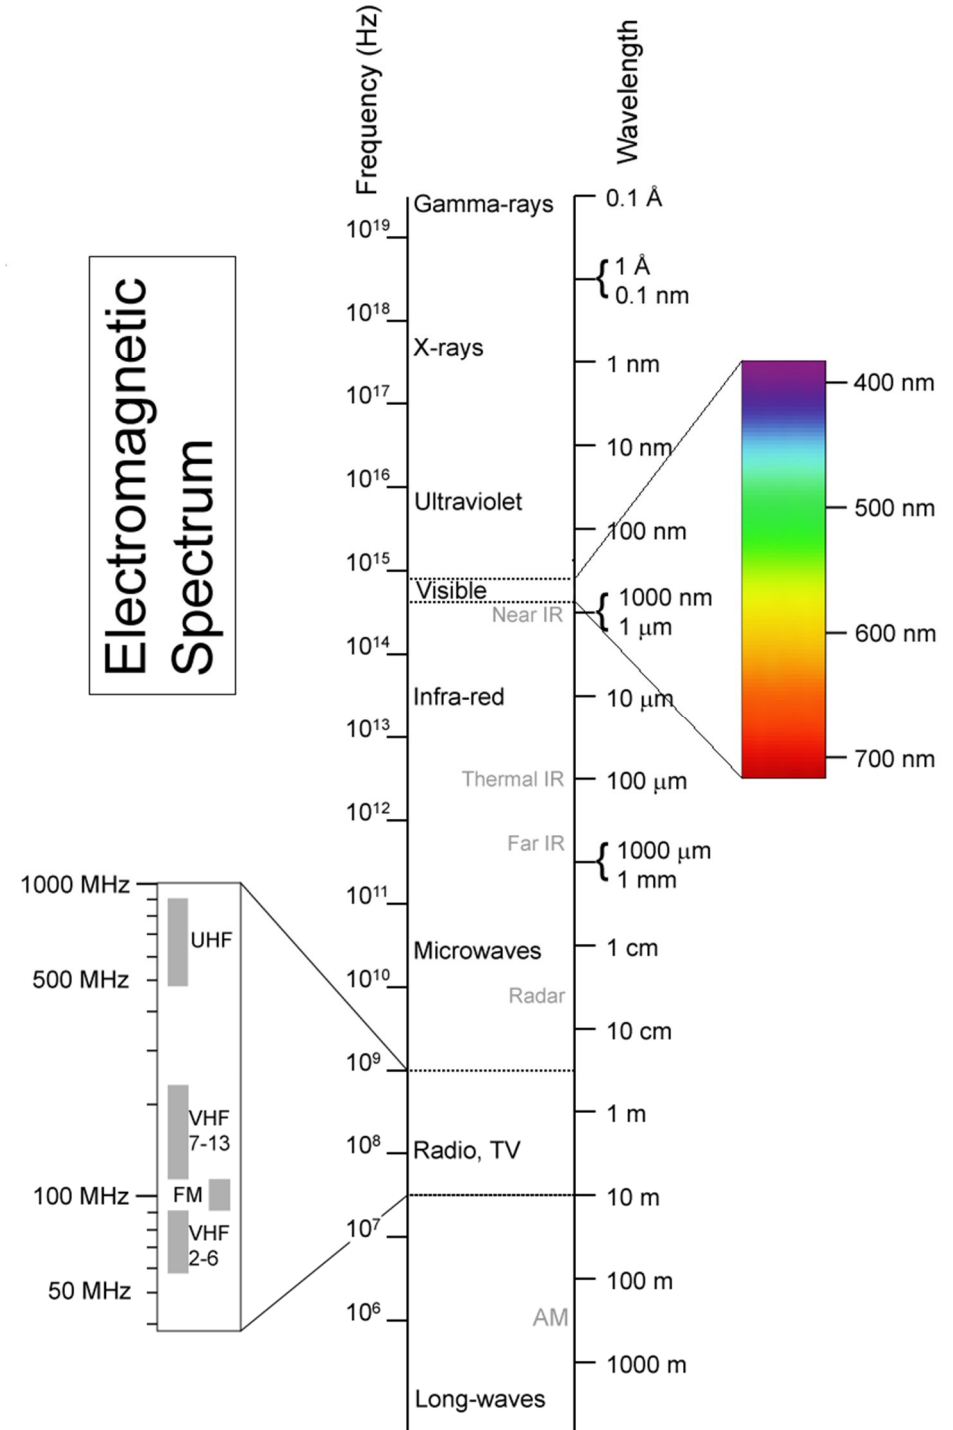 Frequency (Hz)
Wavelength
Electromagnetic
Spectrum
Gamma-rays
0.1 Å
10¹⁹
1 Å
0.1 nm
10¹⁸
X-rays
1 nm
10¹⁷
10 nm
10¹⁶
Ultraviolet
100 nm
10¹⁵
Visible
Near IR
1000 nm
1 μm
10¹⁴
Infra-red
10 μm
10¹³
Thermal IR
100 μm
10¹²
Far IR
1000 μm
1 mm
10¹¹
Microwaves
1 cm
10¹⁰
Radar
10 cm
10⁹
1 m
10⁸
Radio, TV
10 m
10⁷
100 m
10⁶
AM
1000 m
Long-waves
400 nm
500 nm
600 nm
700 nm
1000 MHz
UHF
500 MHz
VHF
7-13
100 MHz
FM
VHF
2-6
50 MHz